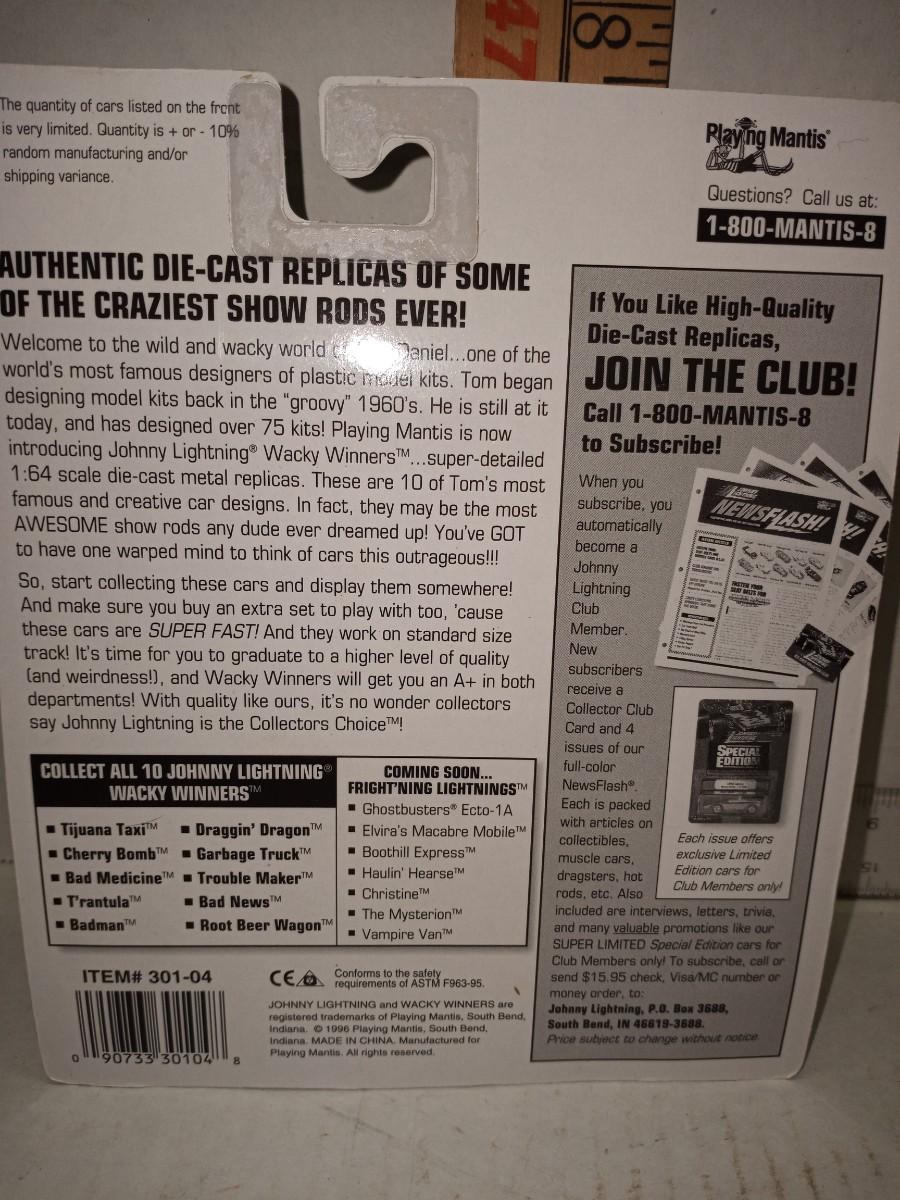 47
8
The quantity of cars listed on the front
is very limited. Quantity is + or - 10%
random manufacturing and/or
shipping variance.
Playing Mantis®
Questions? Call us at:
1-800-MANTIS-8
AUTHENTIC DIE-CAST REPLICAS OF SOME
OF THE CRAZIEST SHOW RODS EVER!
Welcome to the wild and wacky world Daniel...one of the
world's most famous designers of plastic model kits. Tom began
designing model kits back in the “groovy” 1960's. He is still at it
today, and has designed over 75 kits! Playing Mantis is now
introducing Johnny Lightning® Wacky Winners™...super-detailed
1:64 scale die-cast metal replicas. These are 10 of Tom's most
famous and creative car designs. In fact, they may be the most
AWESOME show rods any dude ever dreamed up! You've GOT
to have one warped mind to think of cars this outrageous!!!
So, start collecting these cars and display them somewhere!
And make sure you buy an extra set to play with too, 'cause
these cars are SUPER FAST! And they work on standard size
track! It's time for you to graduate to a higher level of quality
(and weirdness!), and Wacky Winners will get you an A+ in both
departments! With quality like ours, it's no wonder collectors
say Johnny Lightning is the Collectors Choice™!
COLLECT ALL 10 JOHNNY LIGHTNING®
WACKY WINNERS™
▪ Tijuana Taxi™
▪ Cherry Bomb™
▪ Bad Medicine™
▪ T'rantula™
▪ Badman™
▪ Draggin' Dragon™
▪ Garbage Truck™
▪ Trouble Maker™
▪ Bad News™
▪ Root Beer Wagon™
COMING SOON...
FRIGHT'NING LIGHTNINGS™
▪ Ghostbusters® Ecto-1A
▪ Elvira's Macabre Mobile™
▪ Boothill Express™
▪ Haulin' Hearse™
▪ Christine™
▪ The Mysterion™
▪ Vampire Van™
ITEM# 301-04
0 90733 30104 8
CE
Conforms to the safety
requirements of ASTM F963-95.
JOHNNY LIGHTNING and WACKY WINNERS are
registered trademarks of Playing Mantis, South Bend,
Indiana. © 1996 Playing Mantis, South Bend,
Indiana. MADE IN CHINA. Manufactured for
Playing Mantis. All rights reserved.
If You Like High-Quality
Die-Cast Replicas,
JOIN THE CLUB!
Call 1-800-MANTIS-8
to Subscribe!
When you
subscribe, you
automatically
become a
Johnny
Lightning
Club
Member.
New
subscribers
receive a
Collector Club
Card and 4
issues of our
full-color
NewsFlash®.
Each is packed
with articles on
collectibles,
muscle cars,
dragsters, hot
rods, etc. Also
included are interviews, letters, trivia,
and many valuable promotions like our
SUPER LIMITED Special Edition cars for
Club Members only! To subscribe, call or
send $15.95 check, Visa/MC number or
money order, to:
Johnny Lightning, P.O. Box 3688,
South Bend, IN 46619-3688.
Price subject to change without notice.
NEWSFLASH!
FASTEN YOUR
SEAT BELTS FOR
SPECIAL
EDITION
Each issue offers
exclusive Limited
Edition cars for
Club Members only!
6